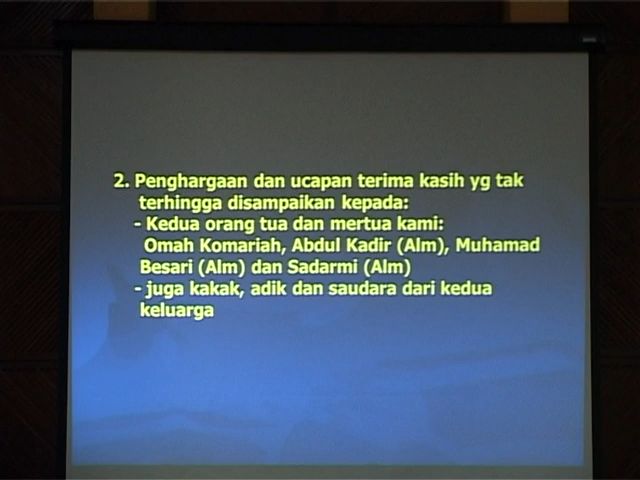 2. Penghargaan dan ucapan terima kasih yg tak
terhingga disampaikan kepada:
- Kedua orang tua dan mertua kami:
Omah Komariah, Abdul Kadir (Alm), Muhamad
Besari (Alm) dan Sadarmi (Alm)
- juga kakak, adik dan saudara dari kedua
keluarga